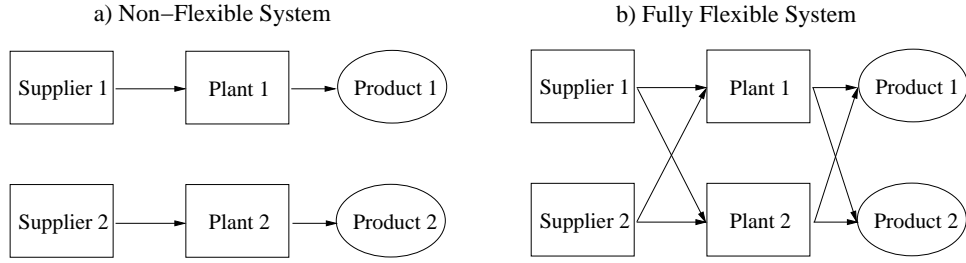 a) Non−Flexible System
Supplier 1
Plant 1
Product 1
Supplier 2
Plant 2
Product 2
b) Fully Flexible System
Supplier 1
Plant 1
Product 1
Supplier 2
Plant 2
Product 2